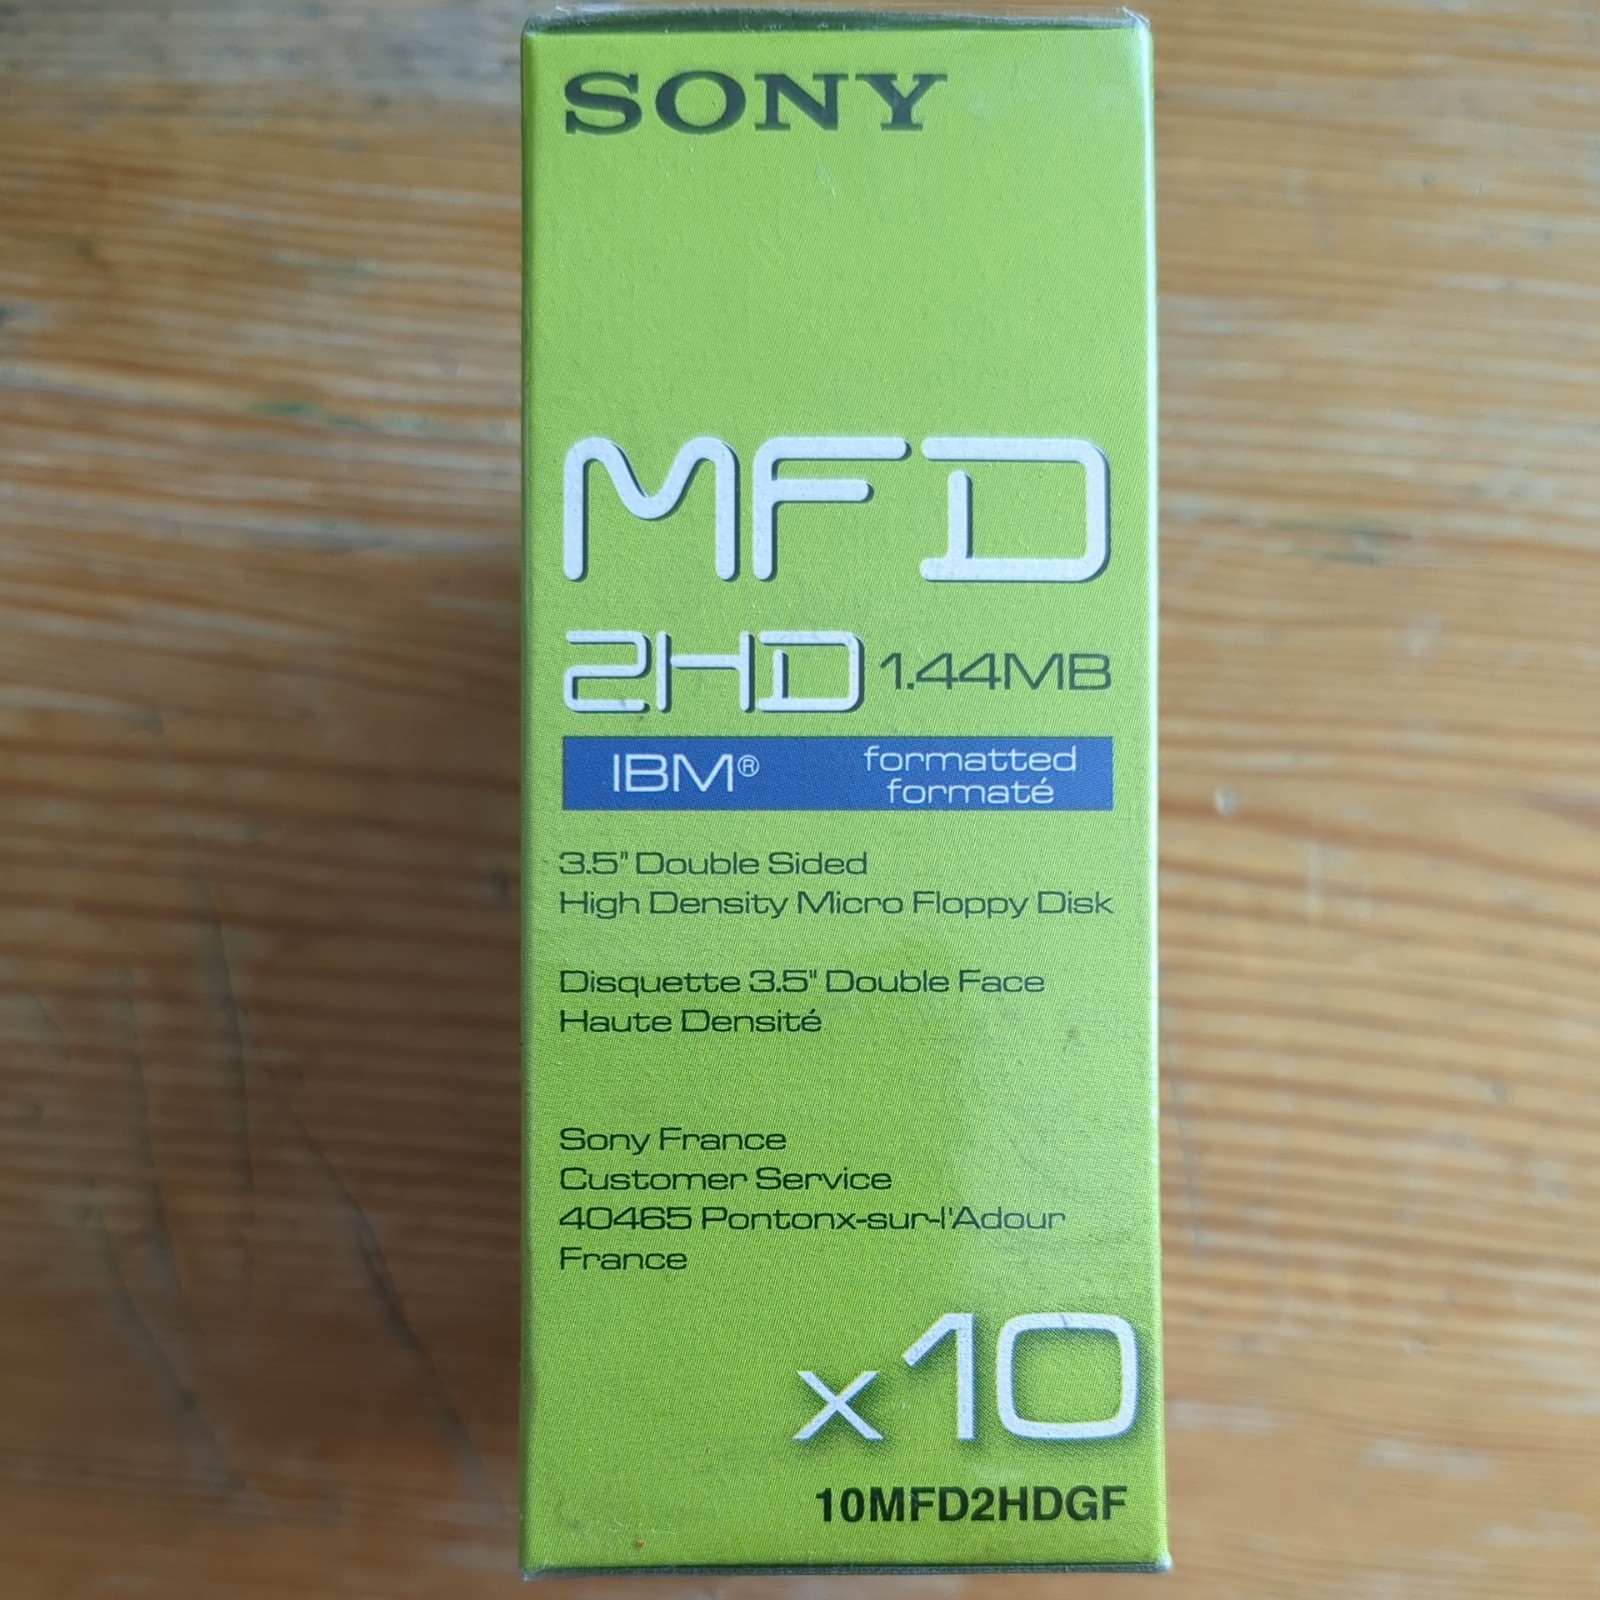 SONY
MFD
2HD 1.44MB
IBM® formatted
formaté
3.5" Double Sided
High Density Micro Floppy Disk
Disquette 3.5" Double Face
Haute Densité
Sony France
Customer Service
40465 Pontonx-sur-l'Adour
France
x10
10MFD2HDGF